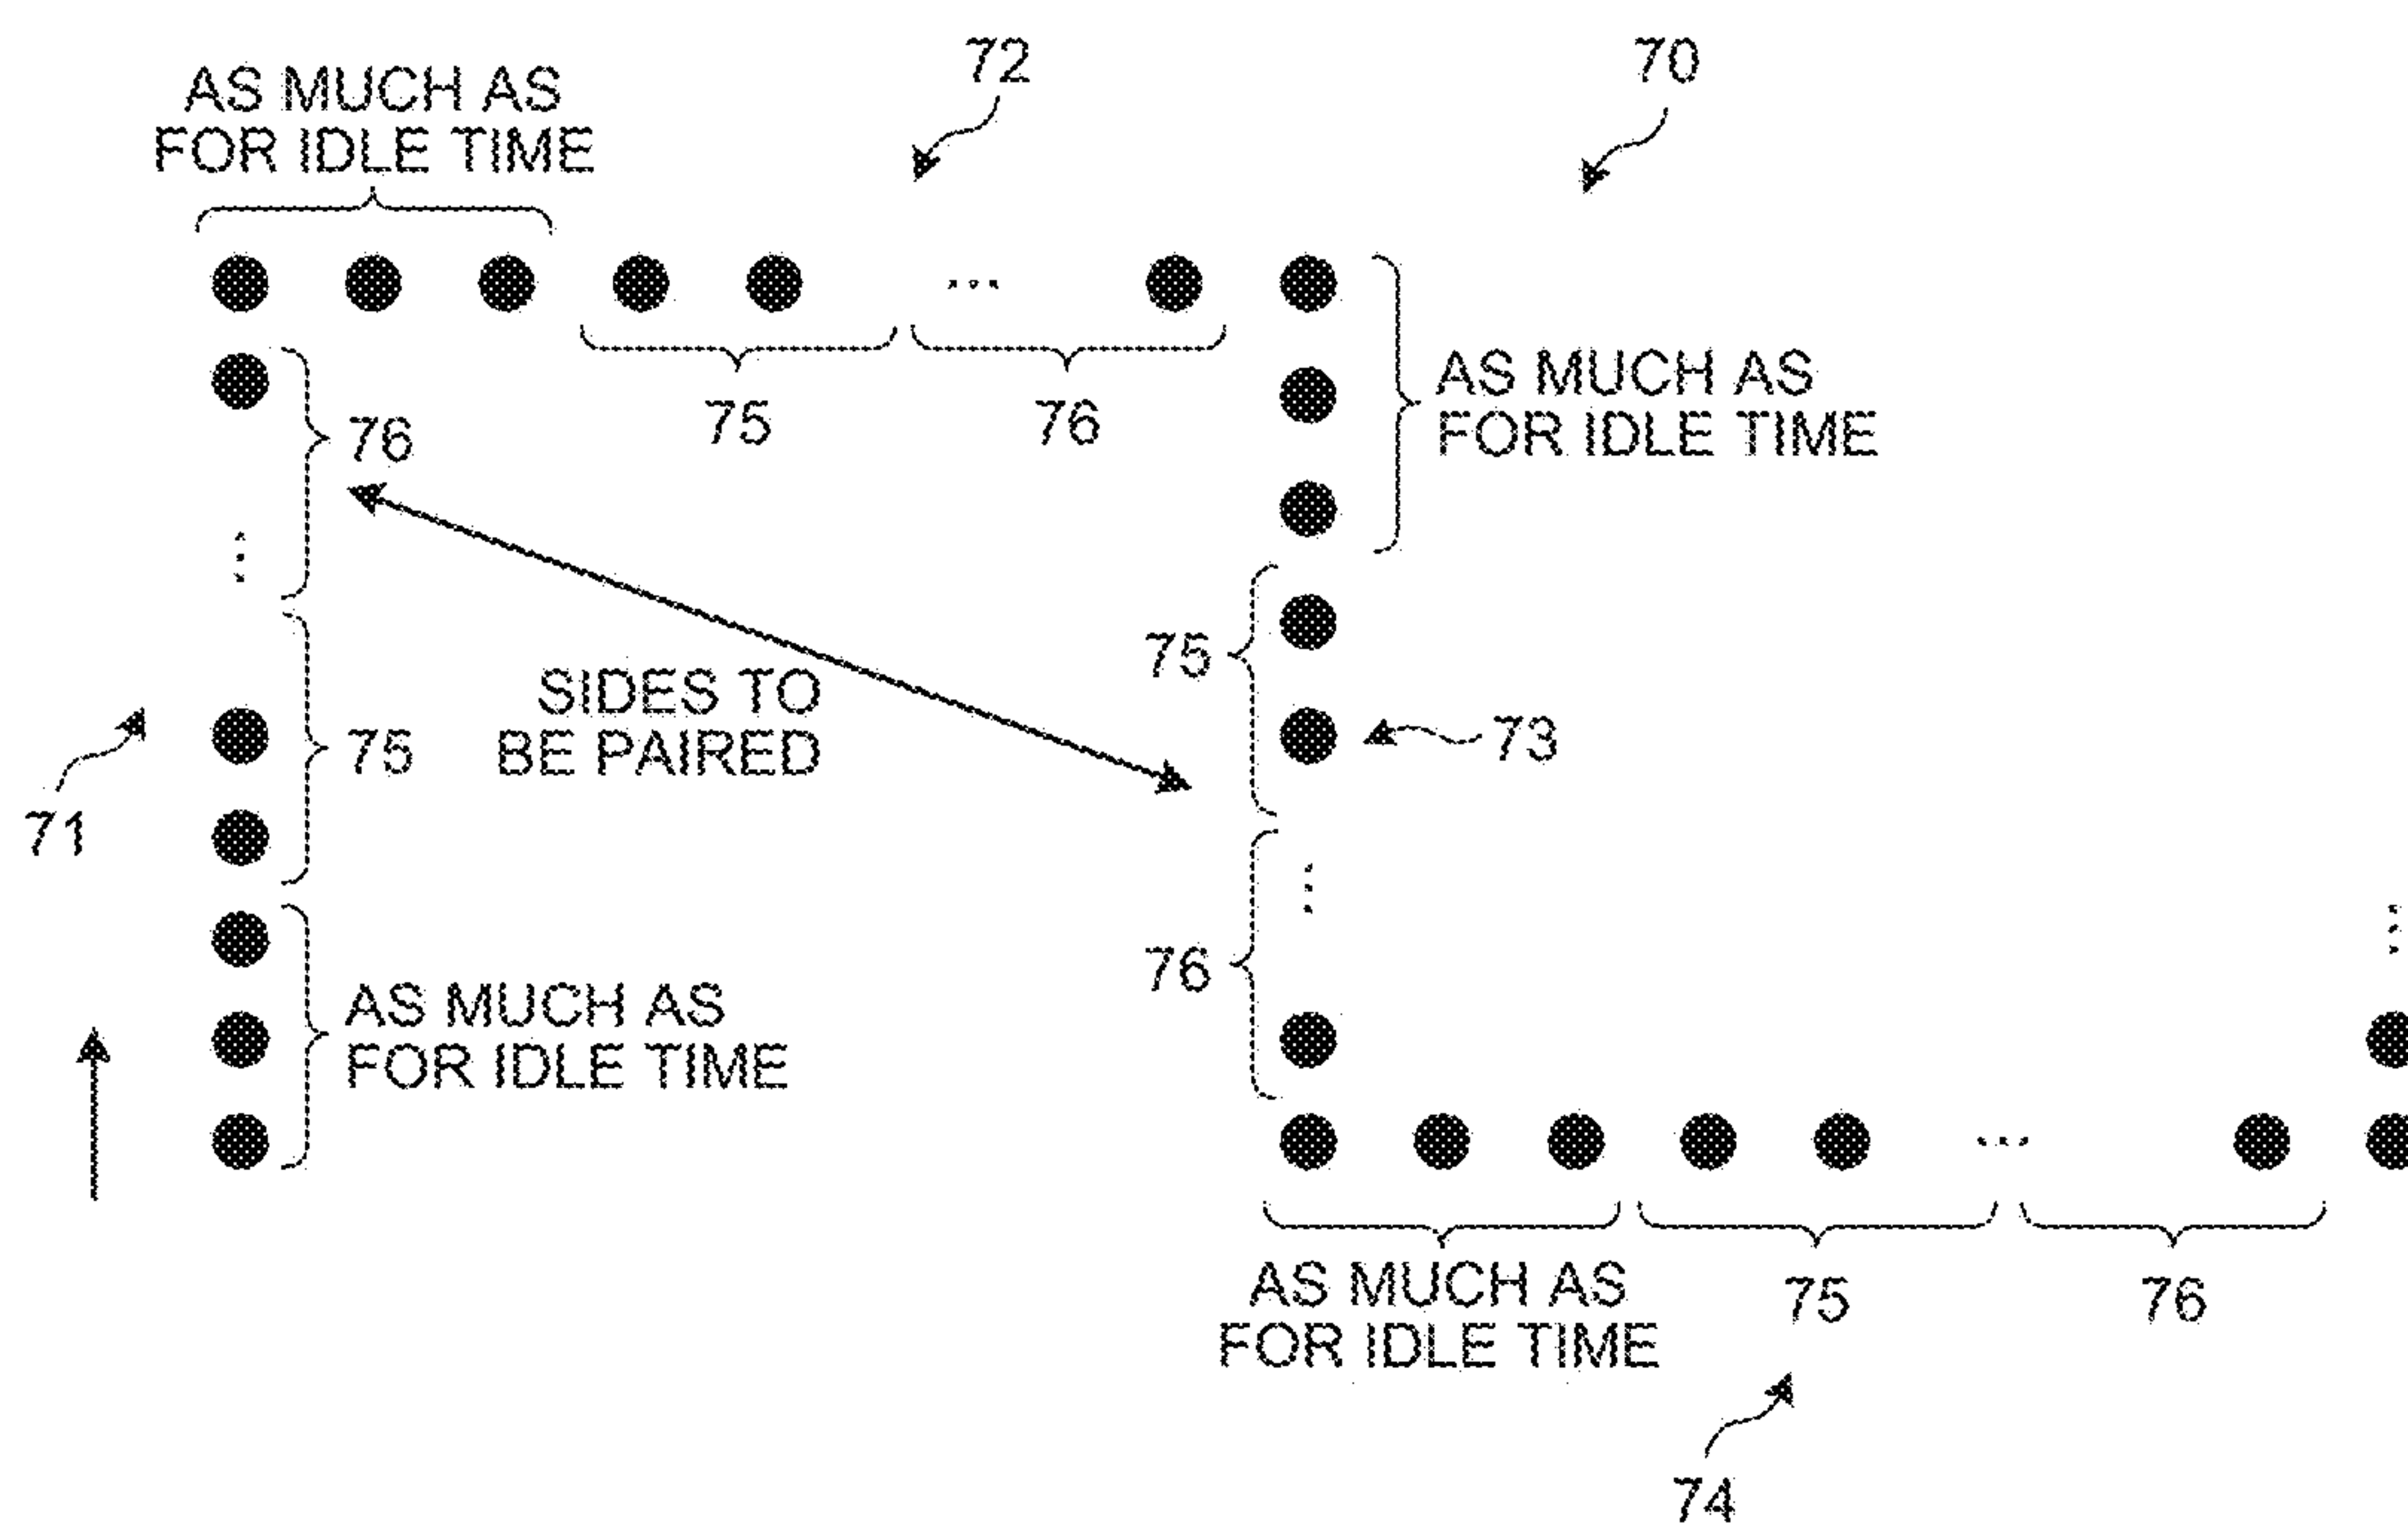 72
70
AS MUCH AS
FOR IDLE TIME
75
76
76
AS MUCH AS
FOR IDLE TIME
SIDES TO
BE PAIRED
75
73
71
75
76
AS MUCH AS
FOR IDLE TIME
AS MUCH AS
FOR IDLE TIME
75
76
74